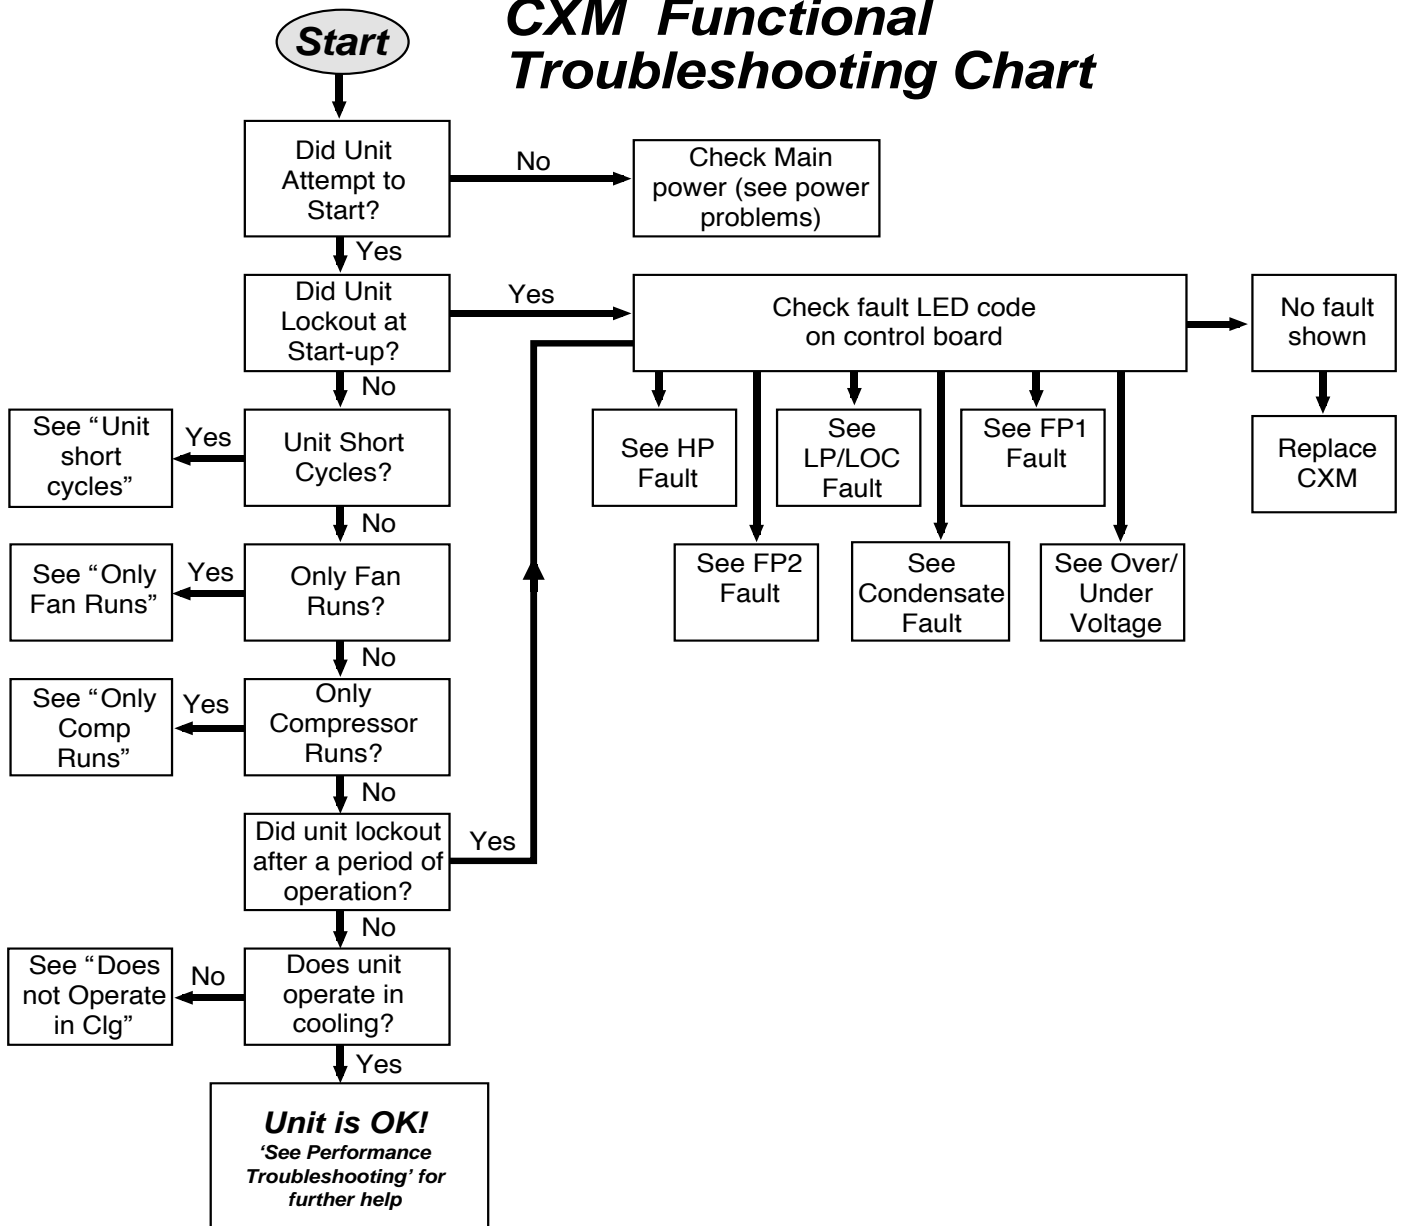 CXM Functional
Troubleshooting Chart
Start
Did Unit
Attempt to
Start?
No
Check Main
power (see power
problems)
Yes
Did Unit
Lockout at
Start-up?
Yes
Check fault LED code
on control board
No fault
shown
No
See “Unit
short
cycles”
Yes
Unit Short
Cycles?
See HP
Fault
See
LP/LOC
Fault
See FP1
Fault
Replace
CXM
No
See “Only
Fan Runs”
Yes
Only Fan
Runs?
See FP2
Fault
See
Condensate
Fault
See Over/
Under
Voltage
No
See “Only
Comp
Runs”
Yes
Only
Compressor
Runs?
No
Did unit lockout
after a period of
operation?
Yes
No
See “Does
not Operate
in Clg”
No
Does unit
operate in
cooling?
Yes
Unit is OK!
‘See Performance
Troubleshooting’ for
further help